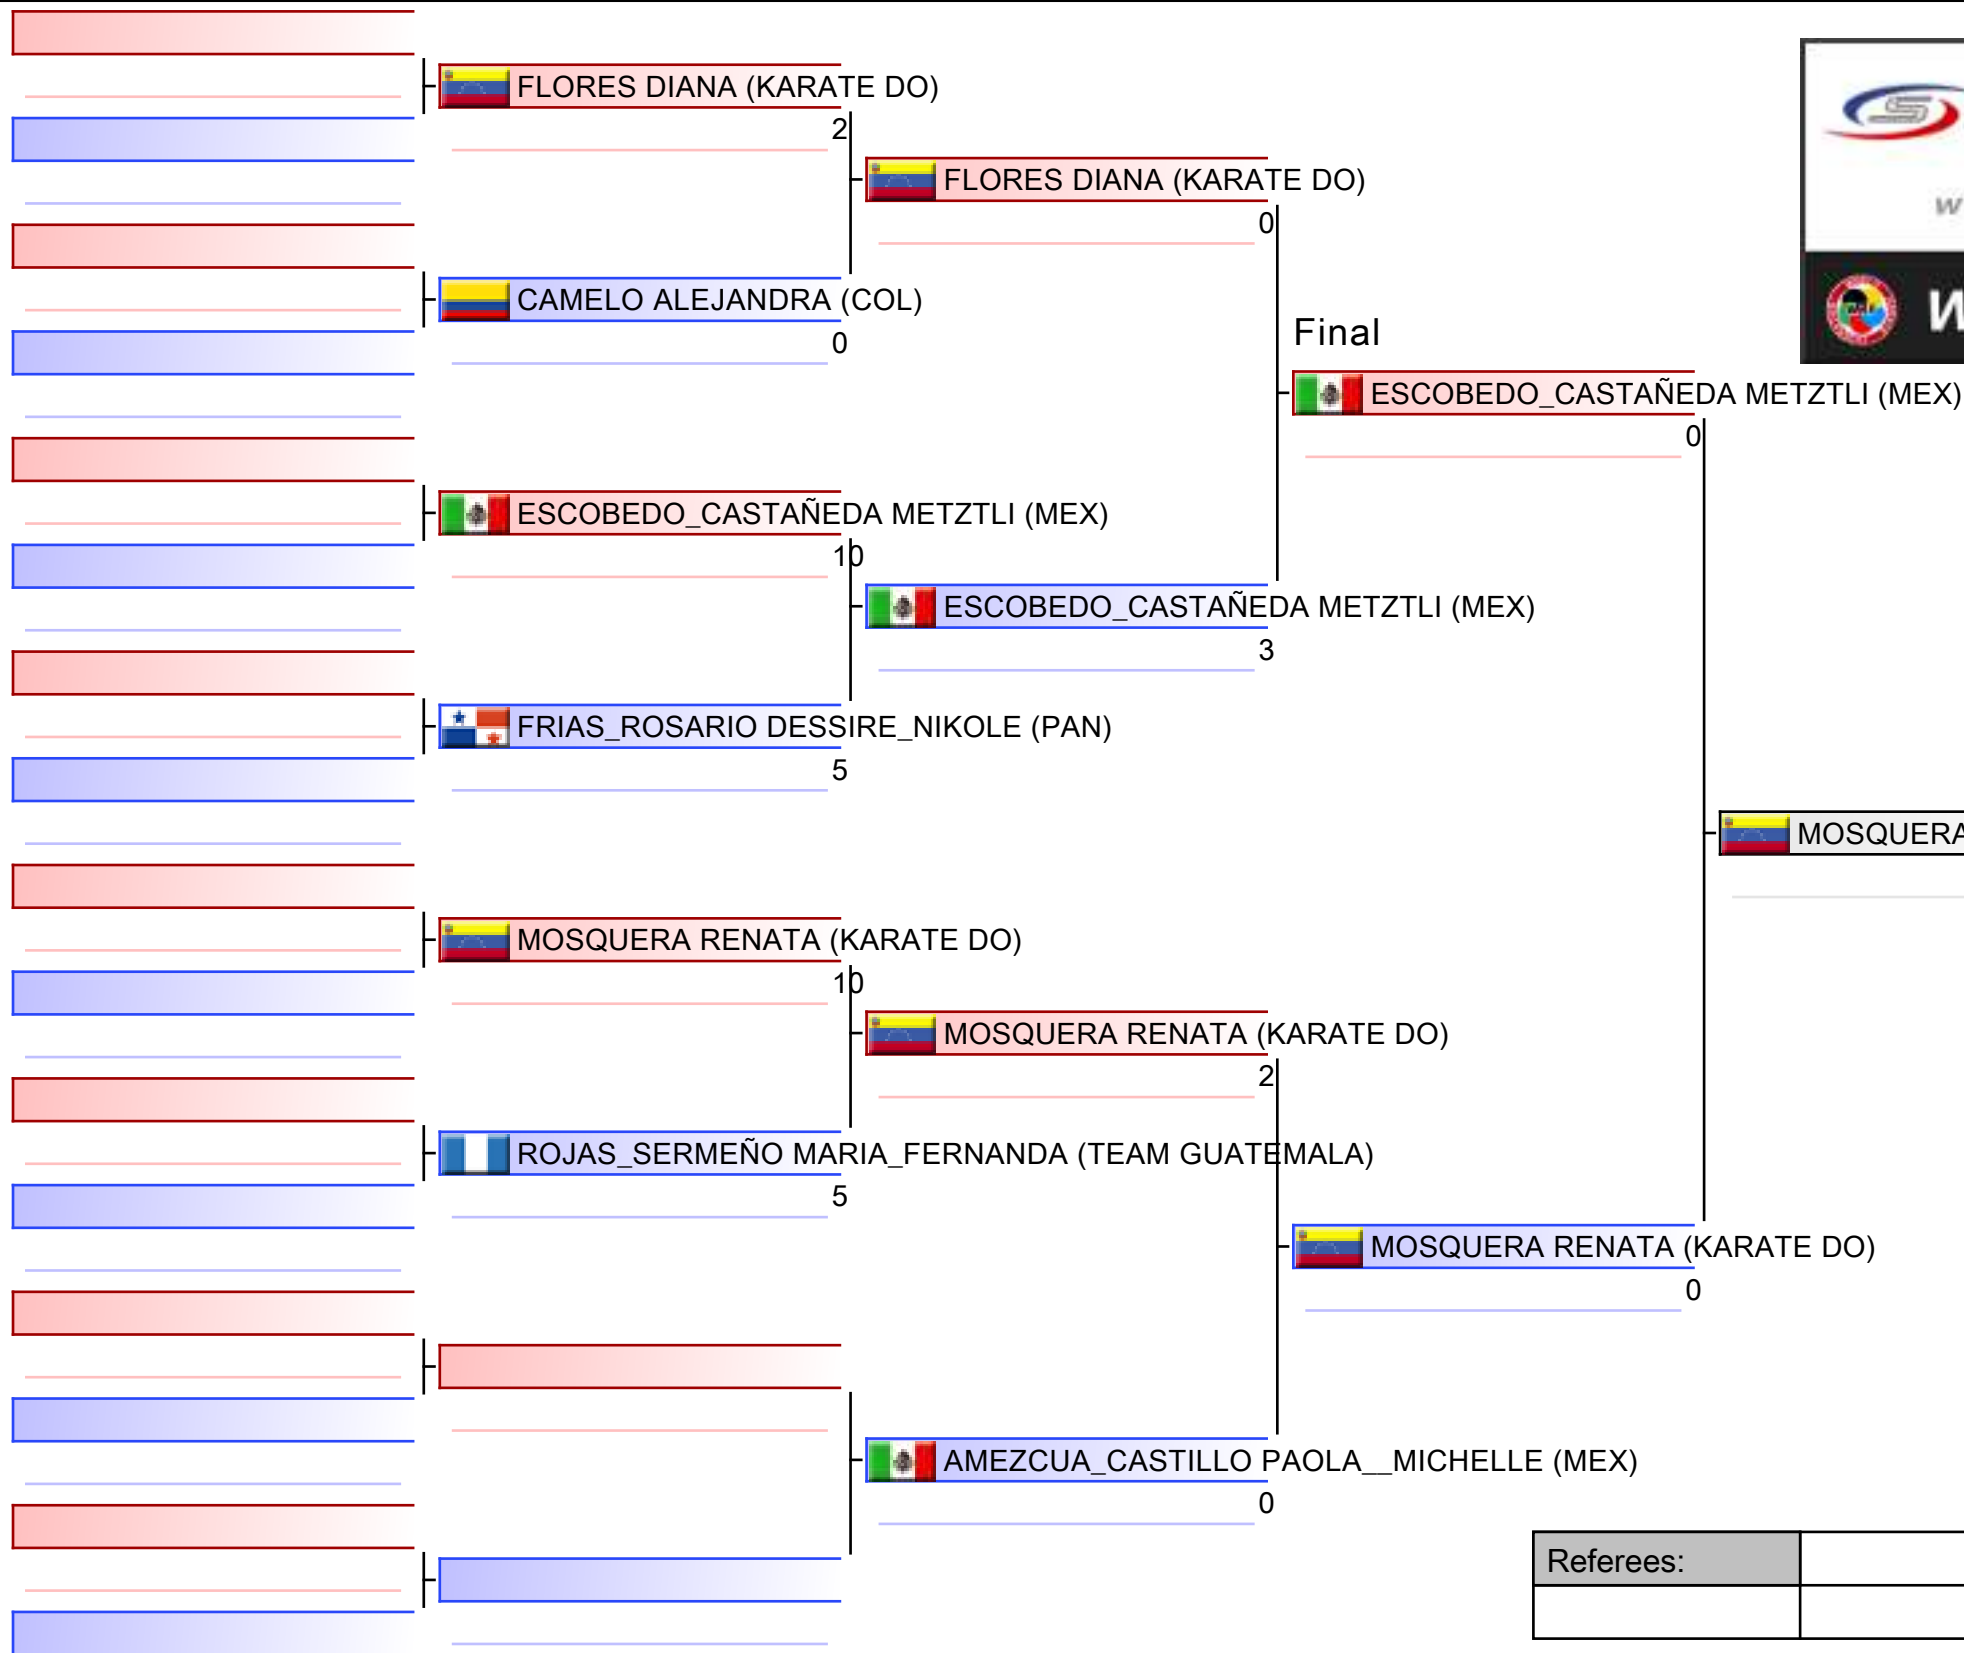 FLORES DIANA (KARATE DO)
2
FLORES DIANA (KARATE DO)
0
CAMELO ALEJANDRA (COL)
0
Final
ESCOBEDO_CASTAÑEDA METZTLI (MEX)
0
ESCOBEDO_CASTAÑEDA METZTLI (MEX)
10
ESCOBEDO_CASTAÑEDA METZTLI (MEX)
3
FRIAS_ROSARIO DESSIRE_NIKOLE (PAN)
5
MOSQUERA
MOSQUERA RENATA (KARATE DO)
10
MOSQUERA RENATA (KARATE DO)
2
ROJAS_SERMEÑO MARIA_FERNANDA (TEAM GUATEMALA)
5
MOSQUERA RENATA (KARATE DO)
0
AMEZCUA_CASTILLO PAOLA__MICHELLE (MEX)
0
Referees: